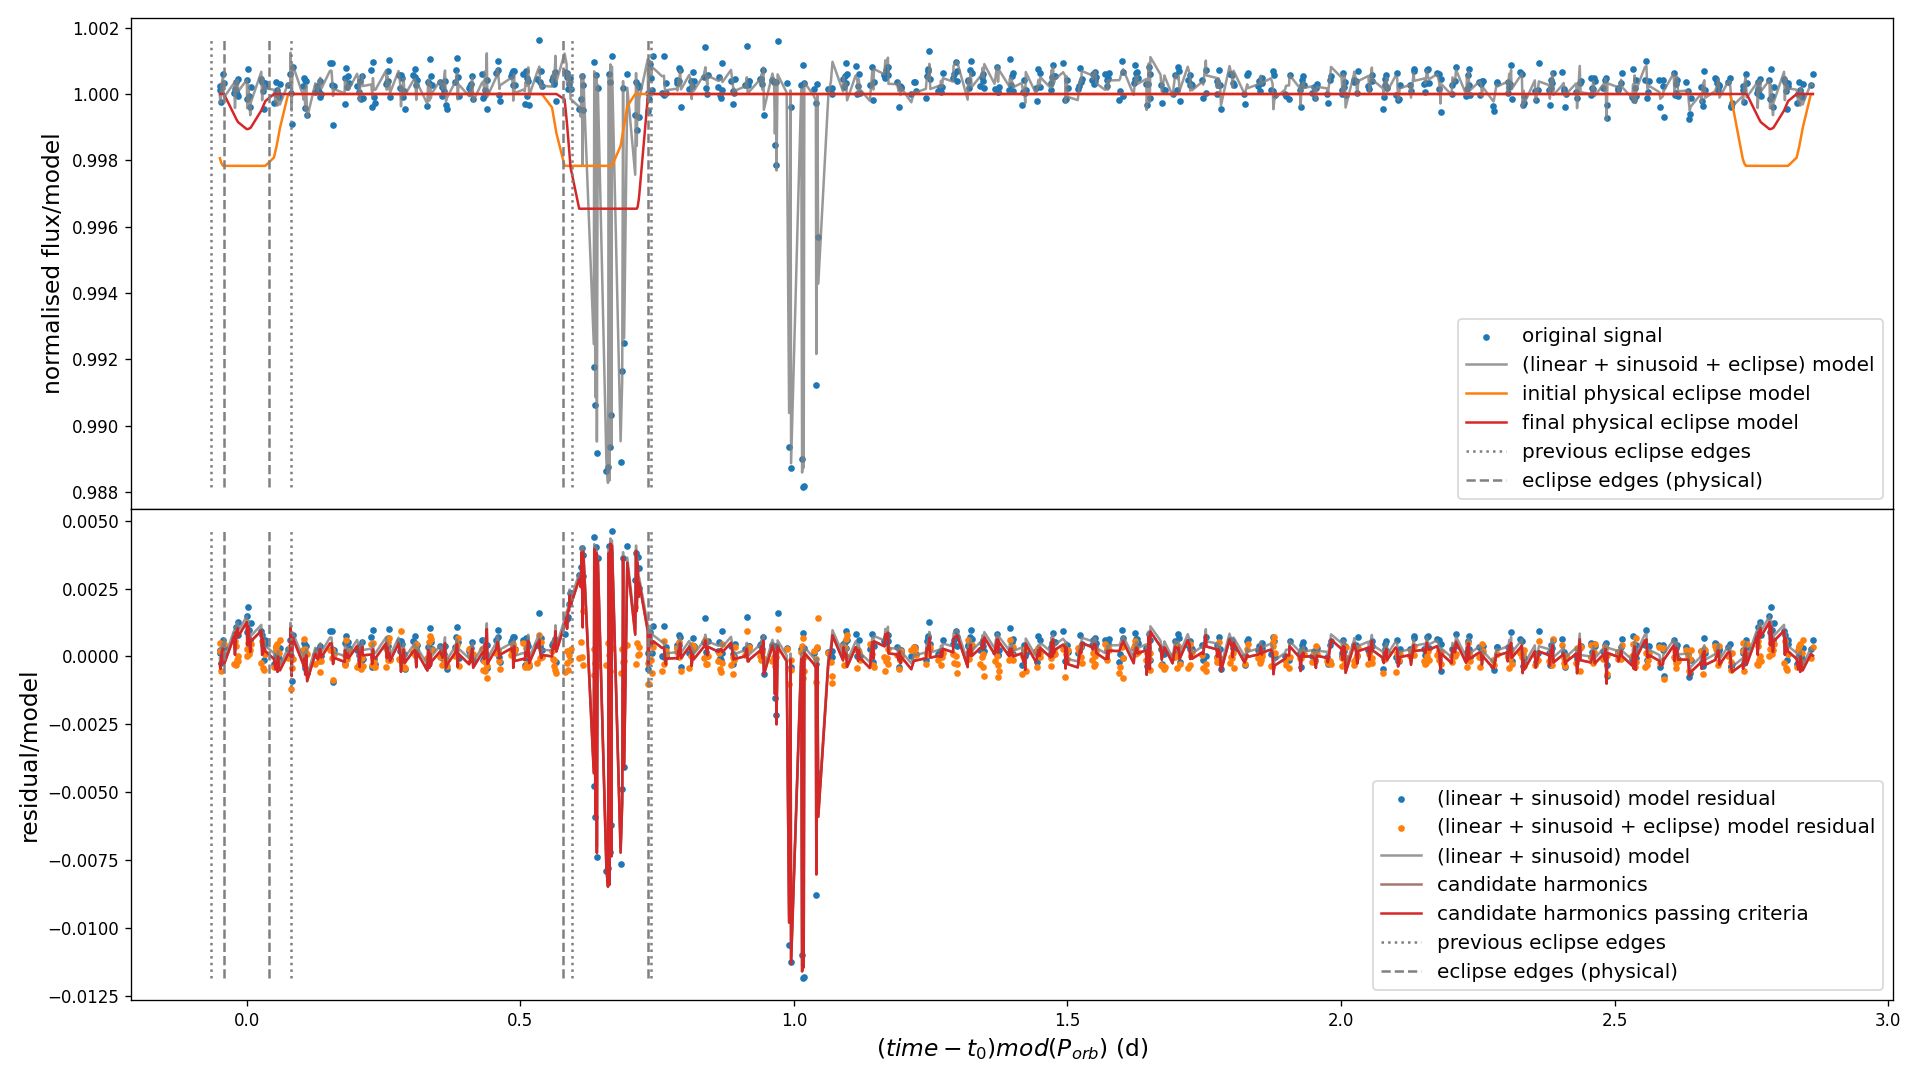 1.002
1.000
0.998
0.996
0.994
0.992
0.990
0.988
normalised flux/model
original signal
(linear + sinusoid + eclipse) model
initial physical eclipse model
final physical eclipse model
previous eclipse edges
eclipse edges (physical)
0.0050
0.0025
0.0000
−0.0025
−0.0050
−0.0075
−0.0100
−0.0125
residual/model
(linear + sinusoid) model residual
(linear + sinusoid + eclipse) model residual
(linear + sinusoid) model
candidate harmonics
candidate harmonics passing criteria
previous eclipse edges
eclipse edges (physical)
0.0 0.5 1.0 1.5 2.0 2.5 3.0
(time − t₀)mod(P_orb) (d)